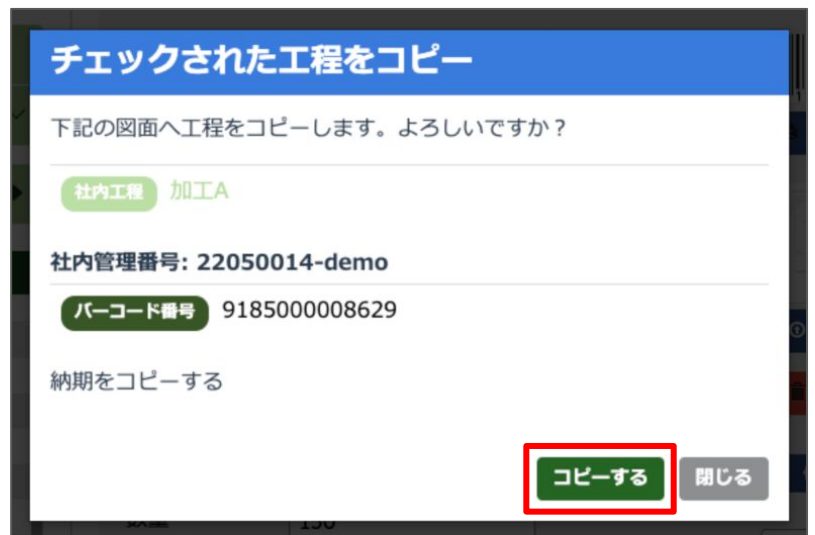 チェックされた工程をコピー
下記の図面へ工程をコピーします。よろしいですか？
社内工程 加工A
社内管理番号: 22050014-demo
バーコード番号 9185000008629
納期をコピーする
コピーする 閉じる